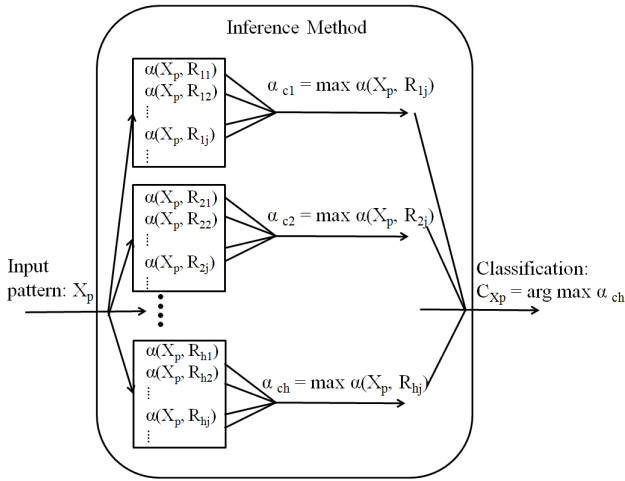 Inference Method
α(Xp, R11)
α(Xp, R12)
⋮
α(Xp, R1j)
⋮
α c1 = max α(Xp, R1j)
α(Xp, R21)
α(Xp, R22)
⋮
α(Xp, R2j)
⋮
α c2 = max α(Xp, R2j)
Input
pattern: Xp
Classification:
CXp = arg max α ch
α(Xp, Rh1)
α(Xp, Rh2)
⋮
α(Xp, Rhj)
⋮
α ch = max α(Xp, Rhj)